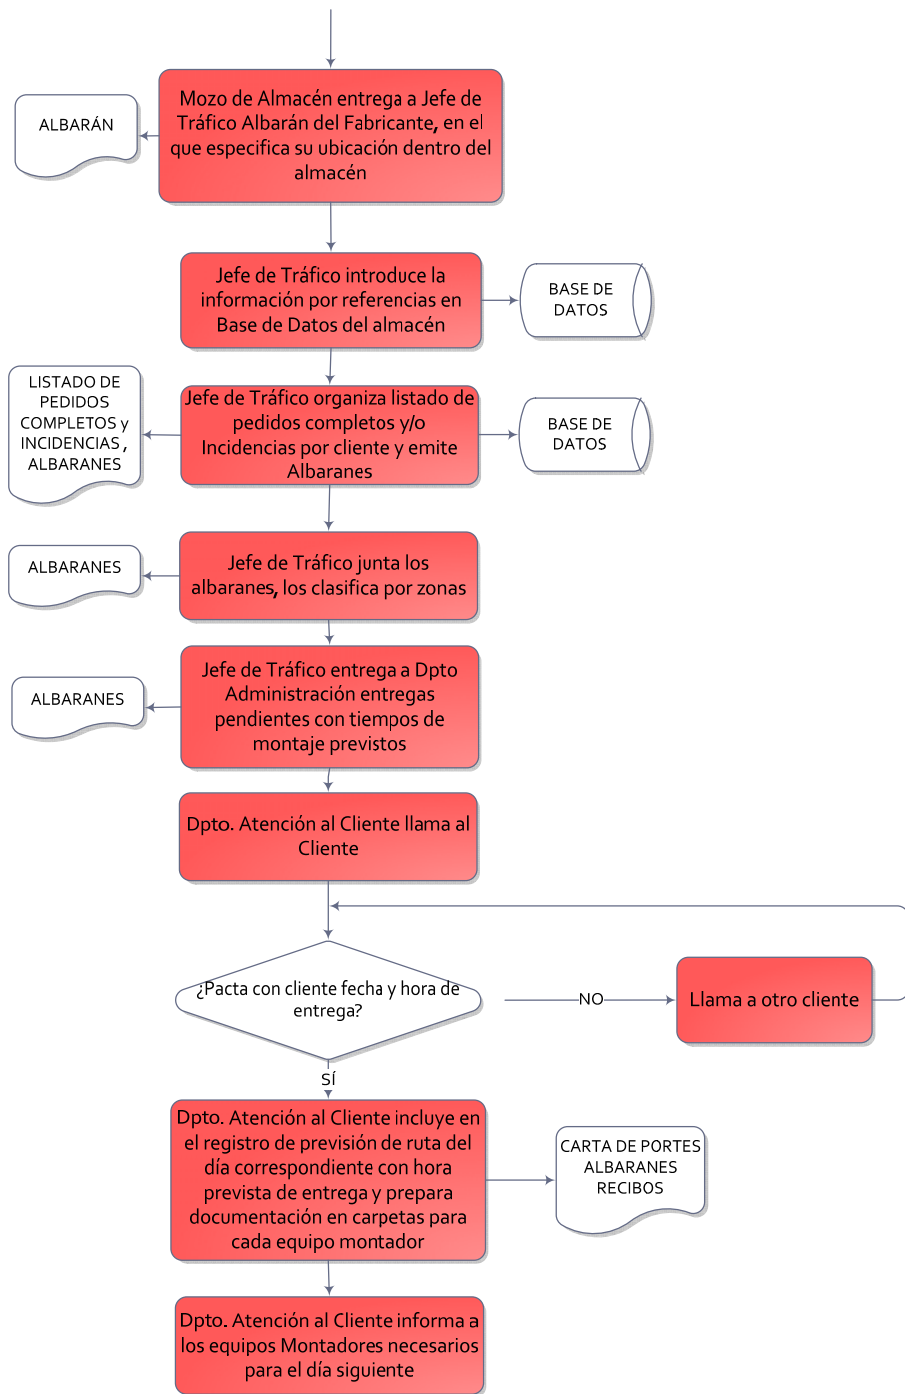 Mozo de Almacén entrega a Jefe de
Tráfico Albarán del Fabricante, en el
que especifica su ubicación dentro del
almacén
ALBARÁN
Jefe de Tráfico introduce la
información por referencias en
Base de Datos del almacén
BASE DE
DATOS
Jefe de Tráfico organiza listado de
pedidos completos y/o
Incidencias por cliente y emite
Albaranes
LISTADO DE
PEDIDOS
COMPLETOS y
INCIDENCIAS ,
ALBARANES
BASE DE
DATOS
Jefe de Tráfico junta los
albaranes, los clasifica por zonas
ALBARANES
Jefe de Tráfico entrega a Dpto
Administración entregas
pendientes con tiempos de
montaje previstos
ALBARANES
Dpto. Atención al Cliente llama al
Cliente
¿Pacta con cliente fecha y hora de
entrega?
NO
Llama a otro cliente
SÍ
Dpto. Atención al Cliente incluye en
el registro de previsión de ruta del
día correspondiente con hora
prevista de entrega y prepara
documentación en carpetas para
cada equipo montador
CARTA DE PORTES
ALBARANES
RECIBOS
Dpto. Atención al Cliente informa a
los equipos Montadores necesarios
para el día siguiente